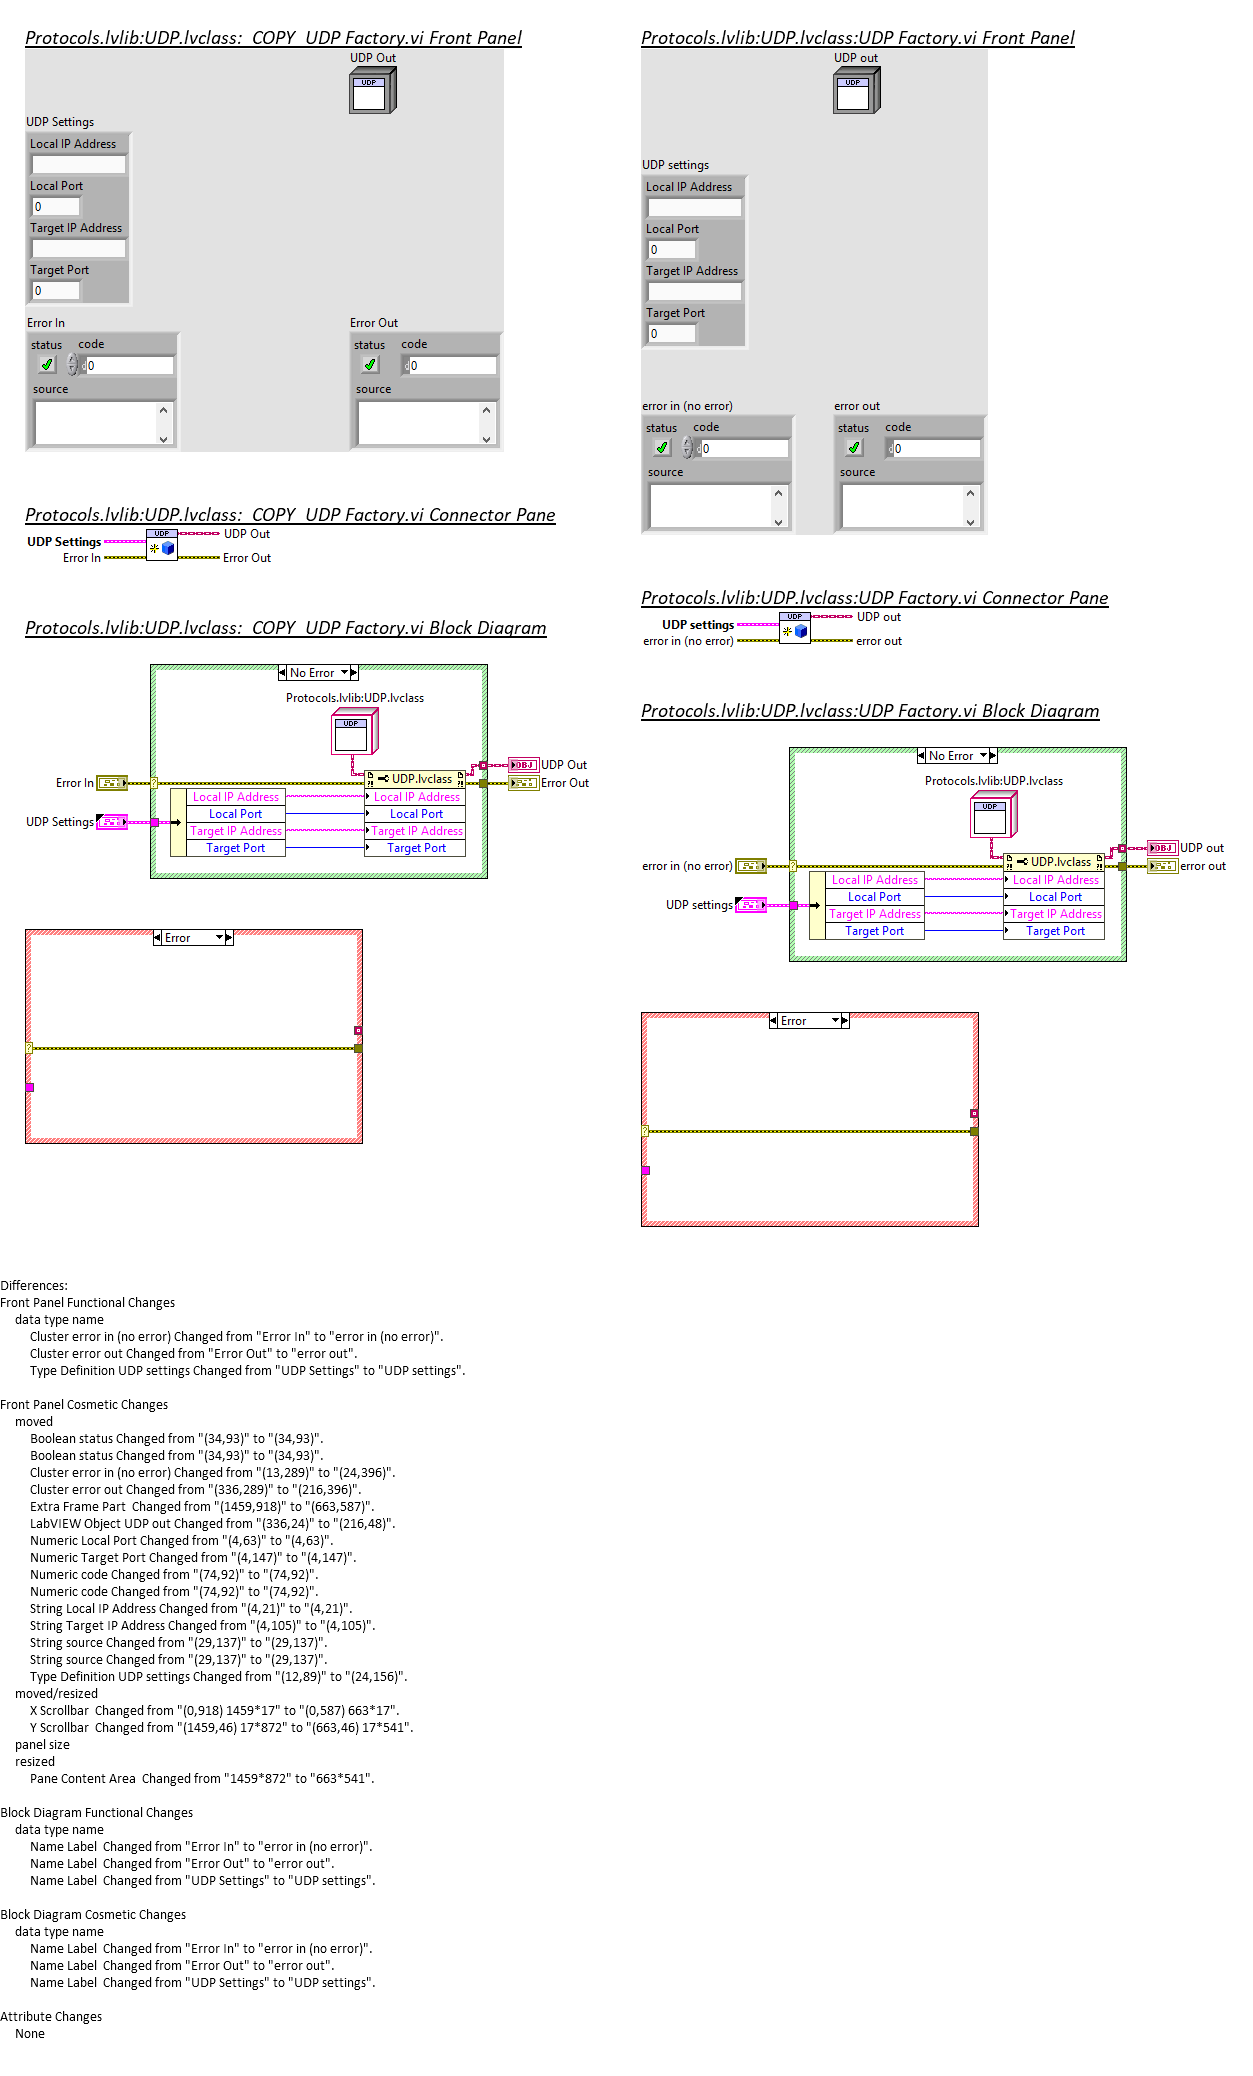 Protocols.lvlib:UDP.lvclass:_COPY_UDP Factory.vi Front Panel
UDP Out
UDP
UDP Settings
Local IP Address
Local Port
0
Target IP Address
Target Port
0
Error In
status
code
d
0
source
Error Out
status
code
d
0
source
Protocols.lvlib:UDP.lvclass:_COPY_UDP Factory.vi Connector Pane
UDP Settings
Error In
UDP
UDP Out
Error Out
Protocols.lvlib:UDP.lvclass:_COPY_UDP Factory.vi Block Diagram
No Error
Protocols.lvlib:UDP.lvclass
UDP
Error In
?
UDP.lvclass
OBJ
UDP Out
Error Out
UDP Settings
Local IP Address
Local IP Address
Local Port
Local Port
Target IP Address
Target IP Address
Target Port
Target Port
Error
?
Protocols.lvlib:UDP.lvclass:UDP Factory.vi Front Panel
UDP out
UDP
UDP settings
Local IP Address
Local Port
0
Target IP Address
Target Port
0
error in (no error)
status
code
d
0
source
error out
status
code
d
0
source
Protocols.lvlib:UDP.lvclass:UDP Factory.vi Connector Pane
UDP settings
error in (no error)
UDP
UDP out
error out
Protocols.lvlib:UDP.lvclass:UDP Factory.vi Block Diagram
No Error
Protocols.lvlib:UDP.lvclass
UDP
error in (no error)
?
UDP.lvclass
OBJ
UDP out
error out
UDP settings
Local IP Address
Local IP Address
Local Port
Local Port
Target IP Address
Target IP Address
Target Port
Target Port
Error
?
Differences:
Front Panel Functional Changes
data type name
Cluster error in (no error) Changed from "Error In" to "error in (no error)".
Cluster error out Changed from "Error Out" to "error out".
Type Definition UDP settings Changed from "UDP Settings" to "UDP settings".
Front Panel Cosmetic Changes
moved
Boolean status Changed from "(34,93)" to "(34,93)".
Boolean status Changed from "(34,93)" to "(34,93)".
Cluster error in (no error) Changed from "(13,289)" to "(24,396)".
Cluster error out Changed from "(336,289)" to "(216,396)".
Extra Frame Part  Changed from "(1459,918)" to "(663,587)".
LabVIEW Object UDP out Changed from "(336,24)" to "(216,48)".
Numeric Local Port Changed from "(4,63)" to "(4,63)".
Numeric Target Port Changed from "(4,147)" to "(4,147)".
Numeric code Changed from "(74,92)" to "(74,92)".
Numeric code Changed from "(74,92)" to "(74,92)".
String Local IP Address Changed from "(4,21)" to "(4,21)".
String Target IP Address Changed from "(4,105)" to "(4,105)".
String source Changed from "(29,137)" to "(29,137)".
String source Changed from "(29,137)" to "(29,137)".
Type Definition UDP settings Changed from "(12,89)" to "(24,156)".
moved/resized
X Scrollbar  Changed from "(0,918) 1459*17" to "(0,587) 663*17".
Y Scrollbar  Changed from "(1459,46) 17*872" to "(663,46) 17*541".
panel size
resized
Pane Content Area  Changed from "1459*872" to "663*541".
Block Diagram Functional Changes
data type name
Name Label  Changed from "Error In" to "error in (no error)".
Name Label  Changed from "Error Out" to "error out".
Name Label  Changed from "UDP Settings" to "UDP settings".
Block Diagram Cosmetic Changes
data type name
Name Label  Changed from "Error In" to "error in (no error)".
Name Label  Changed from "Error Out" to "error out".
Name Label  Changed from "UDP Settings" to "UDP settings".
Attribute Changes
None